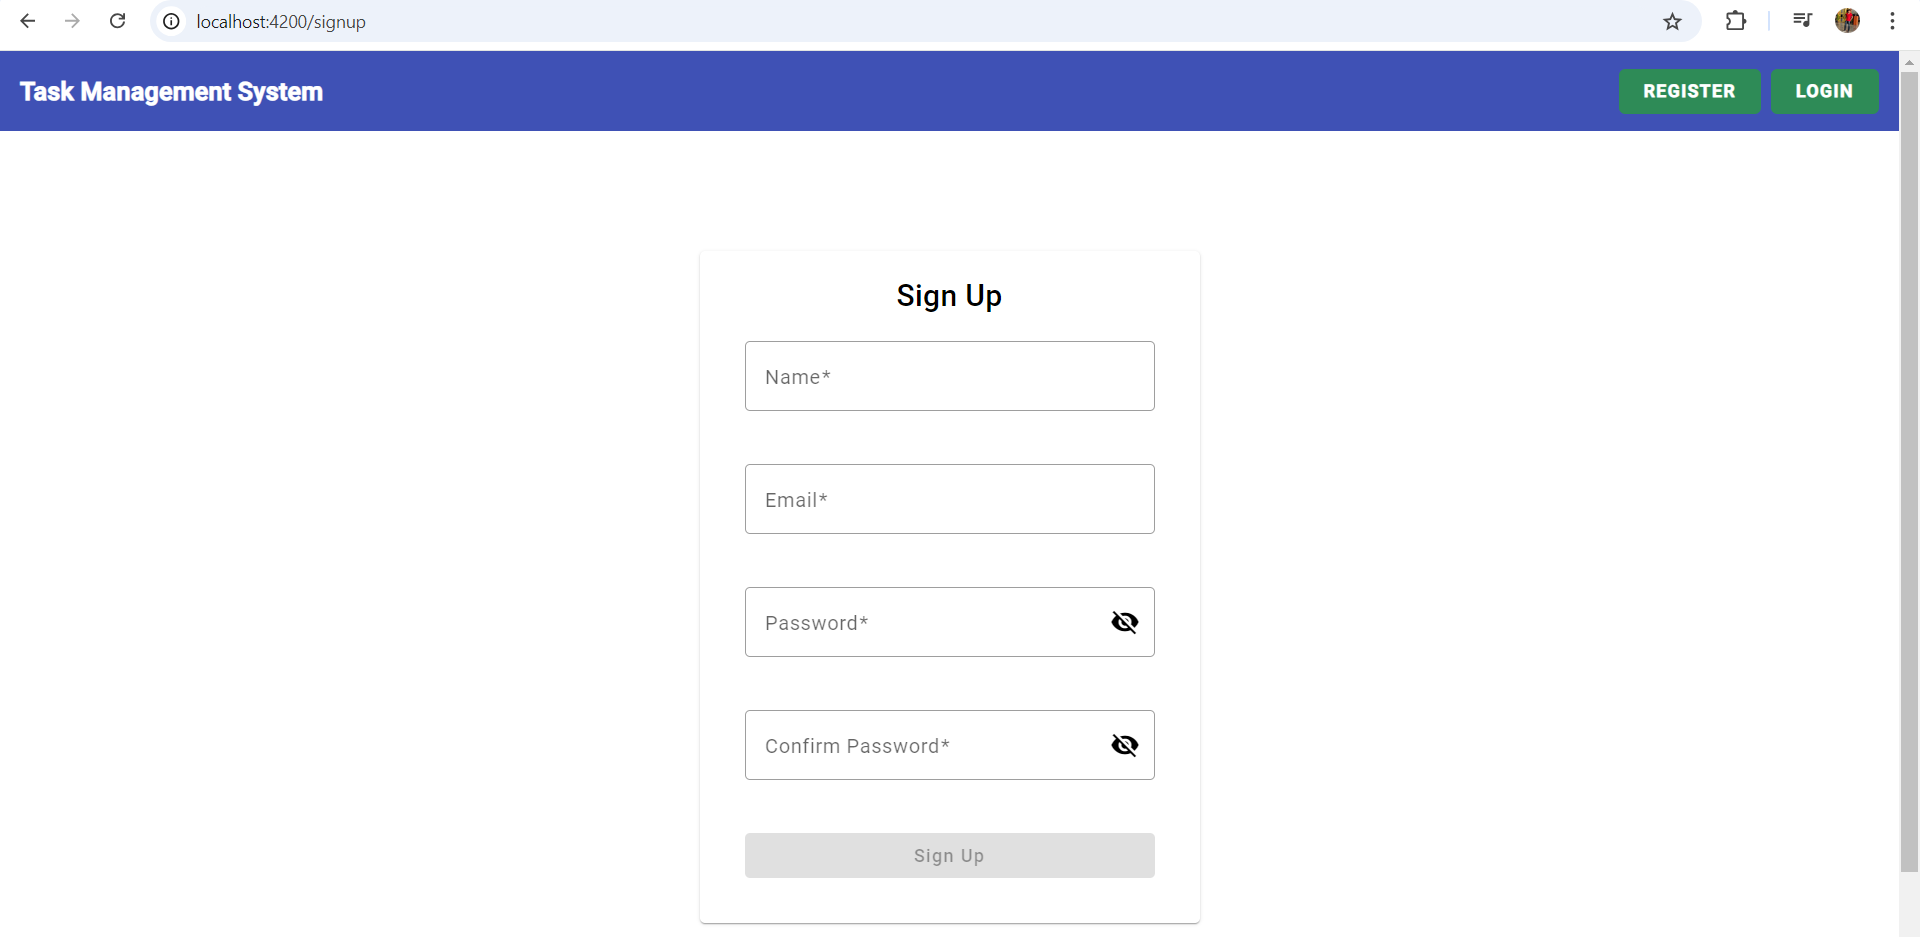 localhost:4200/signup
Task Management System
REGISTER
LOGIN
Sign Up
Name*
Email*
Password*
Confirm Password*
Sign Up